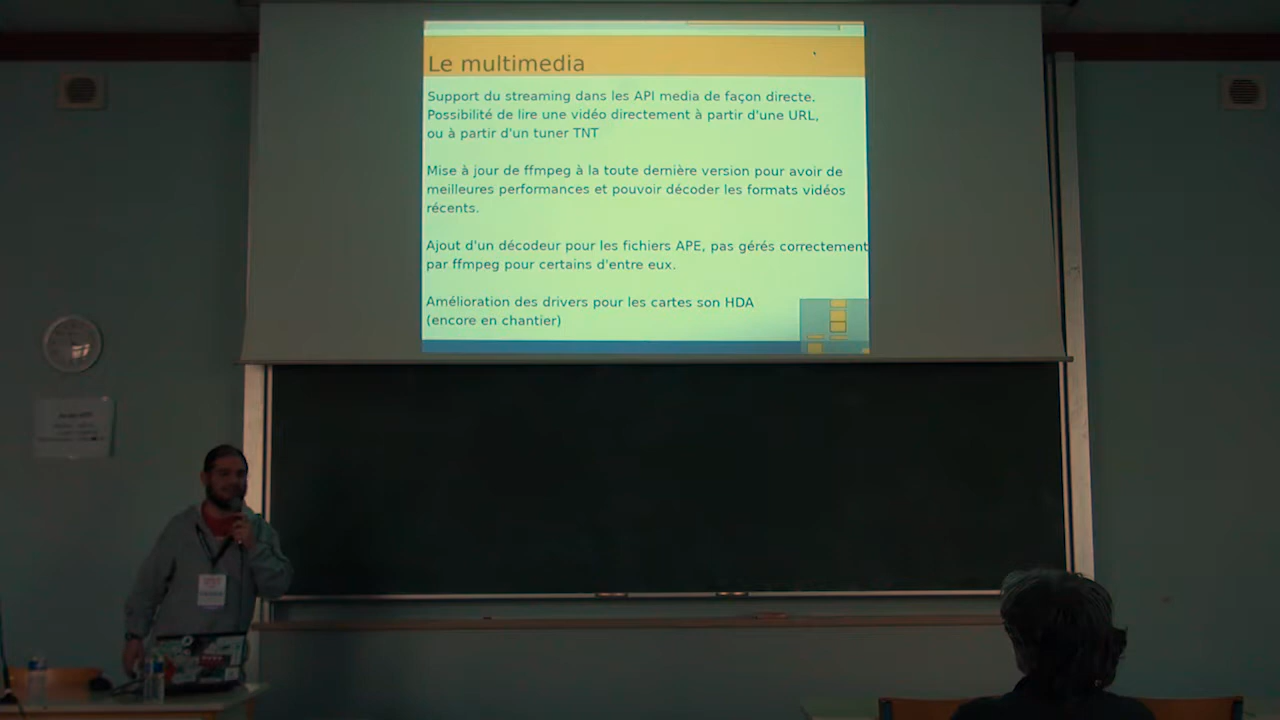 Le multimedia
Support du streaming dans les API media de façon directe.
Possibilité de lire une vidéo directement à partir d'une URL,
ou à partir d'un tuner TNT
Mise à jour de ffmpeg à la toute dernière version pour avoir de
meilleures performances et pouvoir décoder les formats vidéos
récents.
Ajout d'un décodeur pour les fichiers APE, pas gérés correctement
par ffmpeg pour certains d'entre eux.
Amélioration des drivers pour les cartes son HDA
(encore en chantier)